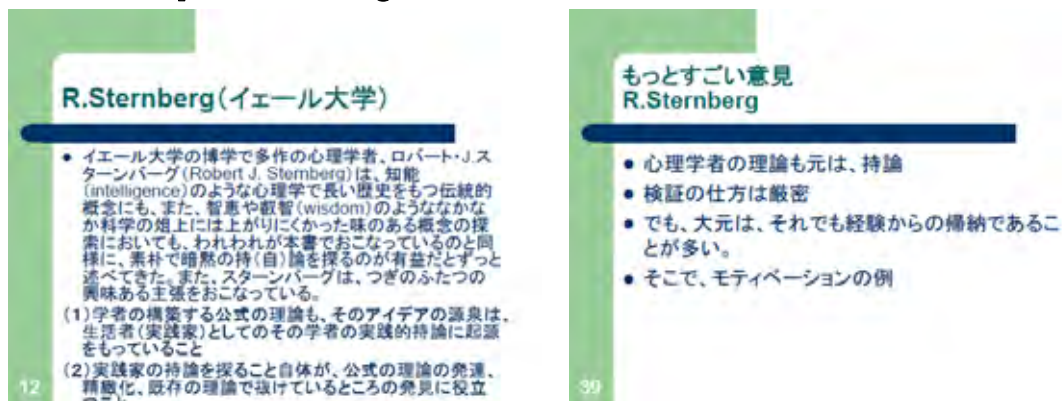 R.Sternberg(イェール大学)
• イエール大学の博学で多作の心理学者、ロバート・J.ス
ターンバーグ(Robert J. Sternberg)は、知能
(intelligence)のような心理学で長い歴史をもつ伝統的
概念にも、また、智恵や叡智(wisdom)のようななかな
か科学の俎上には上がりにくかった味のある概念の探
索においても、われわれが本書でおこなっているのと同
様に、素朴で暗黙の持(自)論を探るのが有益だとずっと
述べてきた。また、スターンバーグは、つぎのふたつの
興味ある主張をおこなっている。
(1)学者の構築する公式の理論も、そのアイデアの源泉は、
生活者(実践家)としてのその学者の実践的持論に起源
をもっていること
(2)実践家の持論を探ること自体が、公式の理論の発達、
精緻化、既存の理論で抜けているところの発見に役立
12
もっとすごい意見
R.Sternberg
• 心理学者の理論も元は、持論
• 検証の仕方は厳密
• でも、大元は、それでも経験からの帰納であるこ
とが多い。
• そこで、モティベーションの例
39